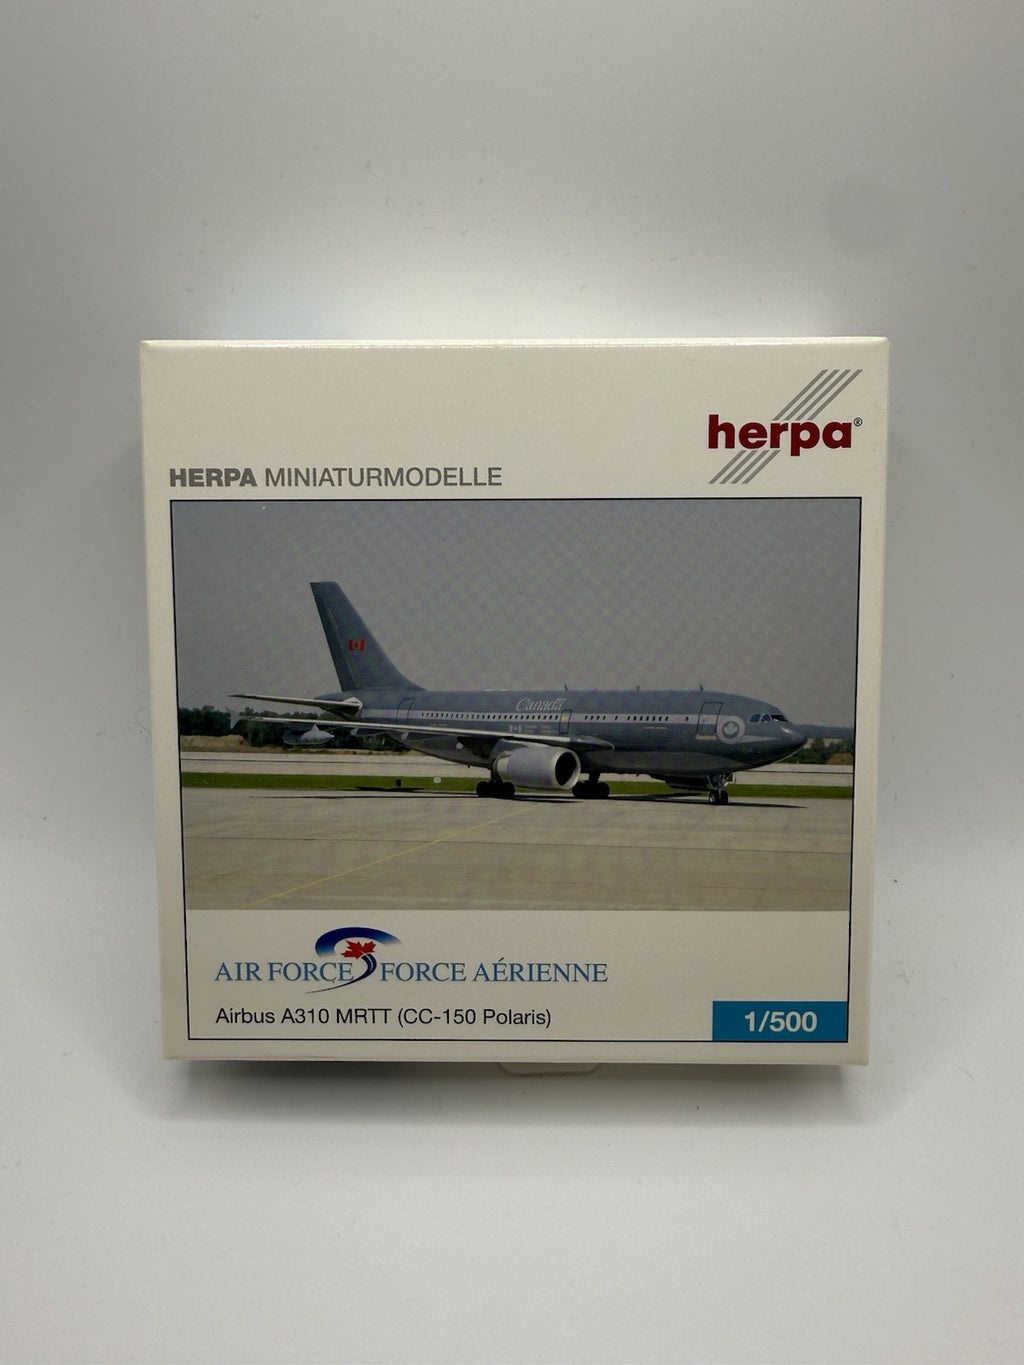 herpa®
HERPA MINIATURMODELLE
Canada
AIR FORCE FORCE AÉRIENNE
Airbus A310 MRTT (CC-150 Polaris)
1/500